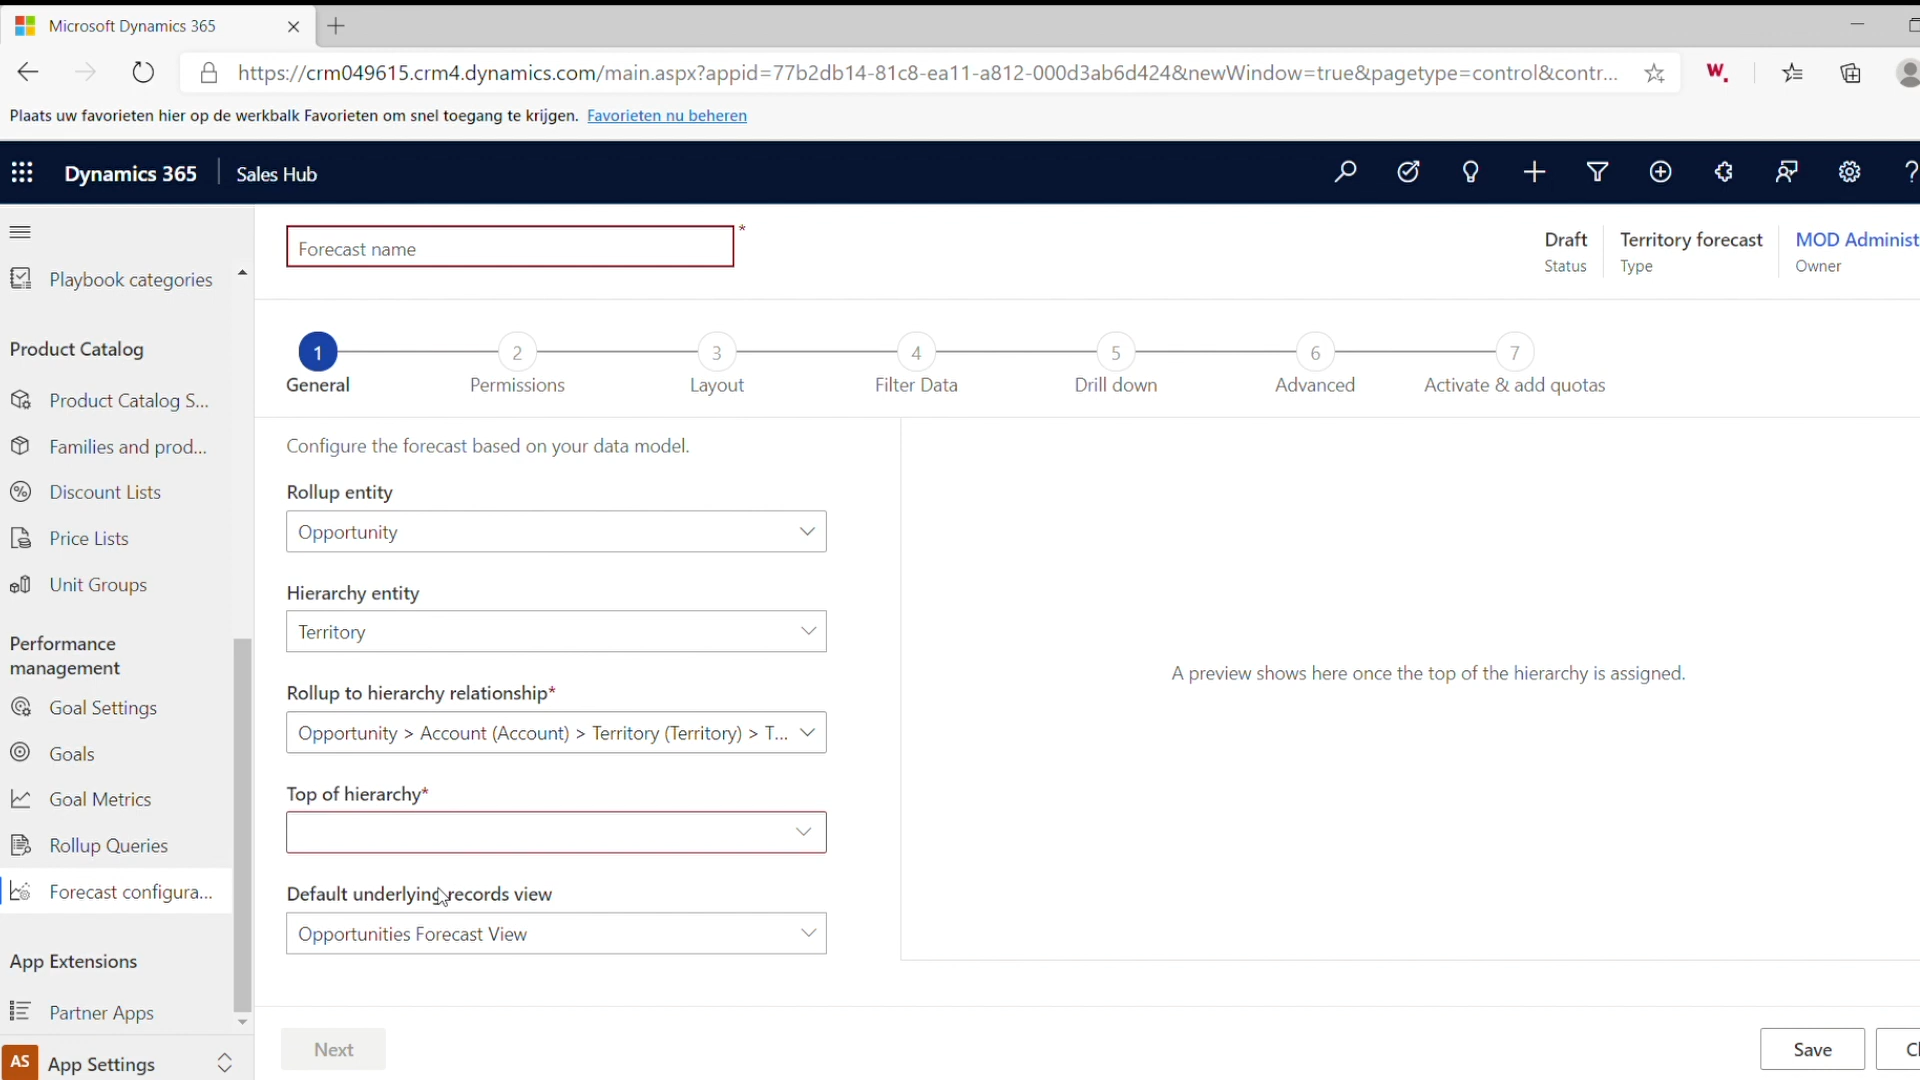 Microsoft Dynamics 365
https://crm049615.crm4.dynamics.com/main.aspx?appid=77b2db14-81c8-ea11-a812-000d3ab6d424&newWindow=true&pagetype=control&contr...
W.
Plaats uw favorieten hier op de werkbalk Favorieten om snel toegang te krijgen. Favorieten nu beheren
Dynamics 365
Sales Hub
?
Playbook categories
Product Catalog
Product Catalog S...
Families and prod...
Discount Lists
Price Lists
Unit Groups
Performance
management
Goal Settings
Goals
Goal Metrics
Rollup Queries
Forecast configura...
App Extensions
Partner Apps
AS App Settings
Forecast name *
Draft
Status
Territory forecast
Type
MOD Administ
Owner
1 General
2 Permissions
3 Layout
4 Filter Data
5 Drill down
6 Advanced
7 Activate & add quotas
Configure the forecast based on your data model.
Rollup entity
Opportunity
Hierarchy entity
Territory
Rollup to hierarchy relationship*
Opportunity > Account (Account) > Territory (Territory) > T...
Top of hierarchy*
Default underlying records view
Opportunities Forecast View
A preview shows here once the top of the hierarchy is assigned.
Next
Save